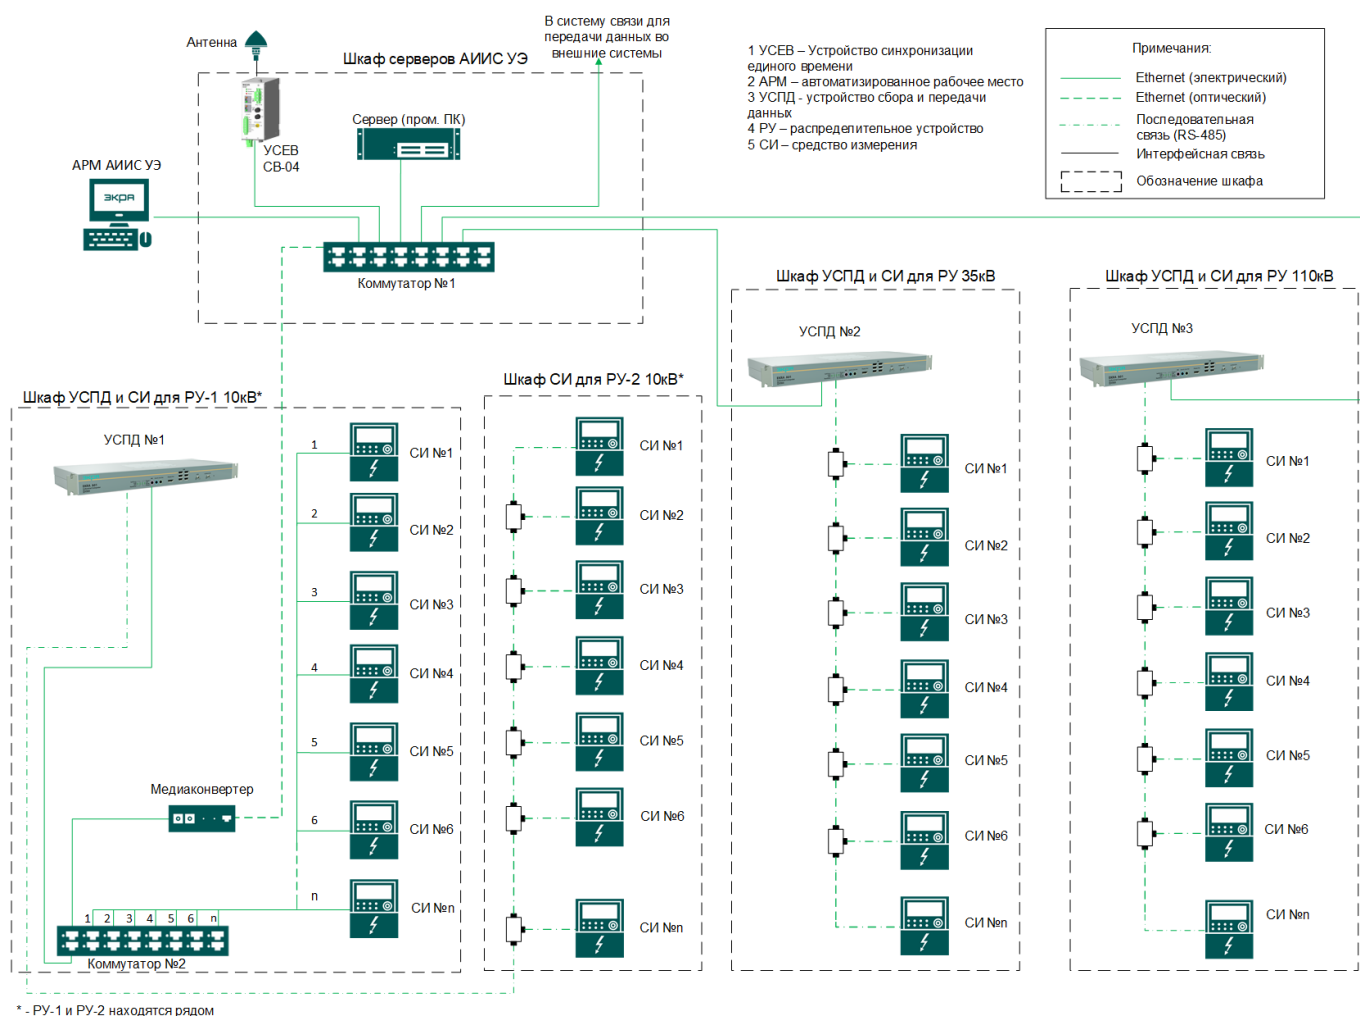 Антенна
В систему связи для
передачи данных во
внешние системы
Шкаф серверов АИИС УЭ
УСЕВ
СВ-04
Сервер (пром. ПК)
АРМ АИИС УЭ
ЭКРА
Коммутатор №1
1 УСЕВ – Устройство синхронизации
единого времени
2 АРМ – автоматизированное рабочее место
3 УСПД - устройство сбора и передачи
данных
4 РУ – распределительное устройство
5 СИ – средство измерения
Примечания:
Ethernet (электрический)
Ethernet (оптический)
Последовательная
связь (RS-485)
Интерфейсная связь
Обозначение шкафа
Шкаф УСПД и СИ для РУ-1 10кВ*
УСПД №1
1
СИ №1
2
СИ №2
3
СИ №3
4
СИ №4
5
СИ №5
6
СИ №6
n
СИ №n
Медиаконвертер
1 2 3 4 5 6 n
Коммутатор №2
Шкаф СИ для РУ-2 10кВ*
СИ №1
СИ №2
СИ №3
СИ №4
СИ №5
СИ №6
СИ №n
Шкаф УСПД и СИ для РУ 35кВ
УСПД №2
СИ №1
СИ №2
СИ №3
СИ №4
СИ №5
СИ №6
СИ №n
Шкаф УСПД и СИ для РУ 110кВ
УСПД №3
СИ №1
СИ №2
СИ №3
СИ №4
СИ №5
СИ №6
СИ №n
* - РУ-1 и РУ-2 находятся рядом